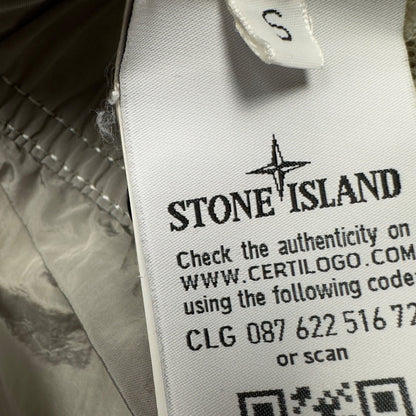 S
STONE ISLAND
Check the authenticity on
WWW.CERTILOGO.COM
using the following code:
CLG 087 622 516 72
or scan